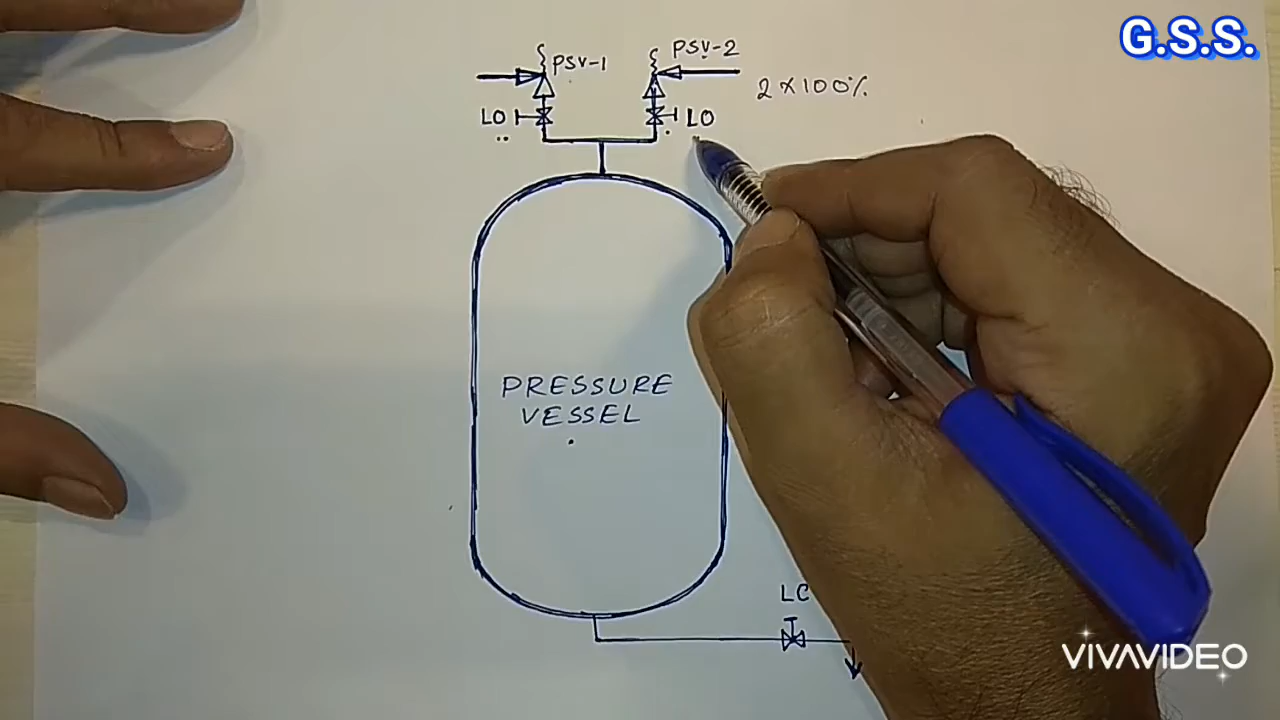 G.S.S.
PSV-1
PSV-2
2 X 100%
LO
LO
PRESSURE
VESSEL
LC
VIVAVIDEO